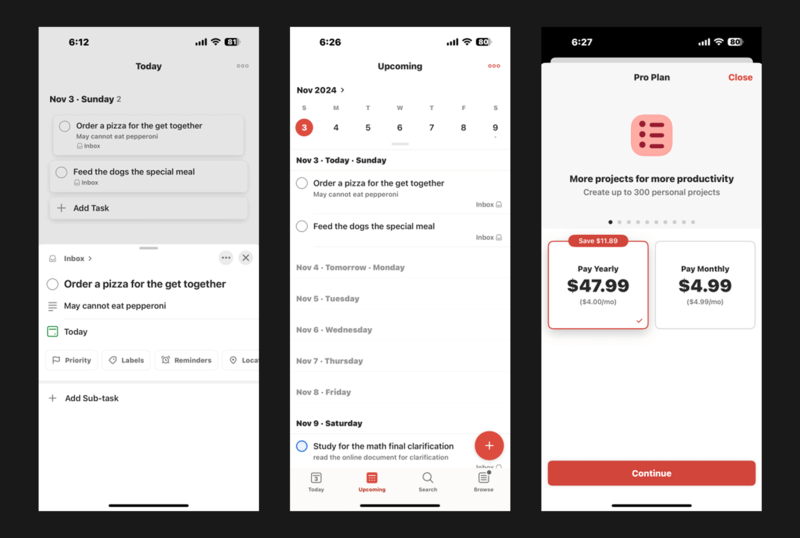 6:12
81
Today
Nov 3 · Sunday 2
Order a pizza for the get together
May cannot eat pepperoni
Inbox
Feed the dogs the special meal
Inbox
Add Task
Inbox
Order a pizza for the get together
May cannot eat pepperoni
Today
Priority
Labels
Reminders
Loca
Add Sub-task
6:26
80
Upcoming
Nov 2024
S M T W T F S
3 4 5 6 7 8 9
Nov 3 · Today · Sunday
Order a pizza for the get together
May cannot eat pepperoni
Inbox
Feed the dogs the special meal
Inbox
Nov 4 · Tomorrow · Monday
Nov 5 · Tuesday
Nov 6 · Wednesday
Nov 7 · Thursday
Nov 8 · Friday
Nov 9 · Saturday
Study for the math final clarification
read the online document for clarification
Inbox
3
Today
Upcoming
Search
Browse
6:27
80
Pro Plan
Close
More projects for more productivity
Create up to 300 personal projects
Save $11.89
Pay Yearly
$47.99
($4.00/mo)
Pay Monthly
$4.99
($4.99/mo)
Continue